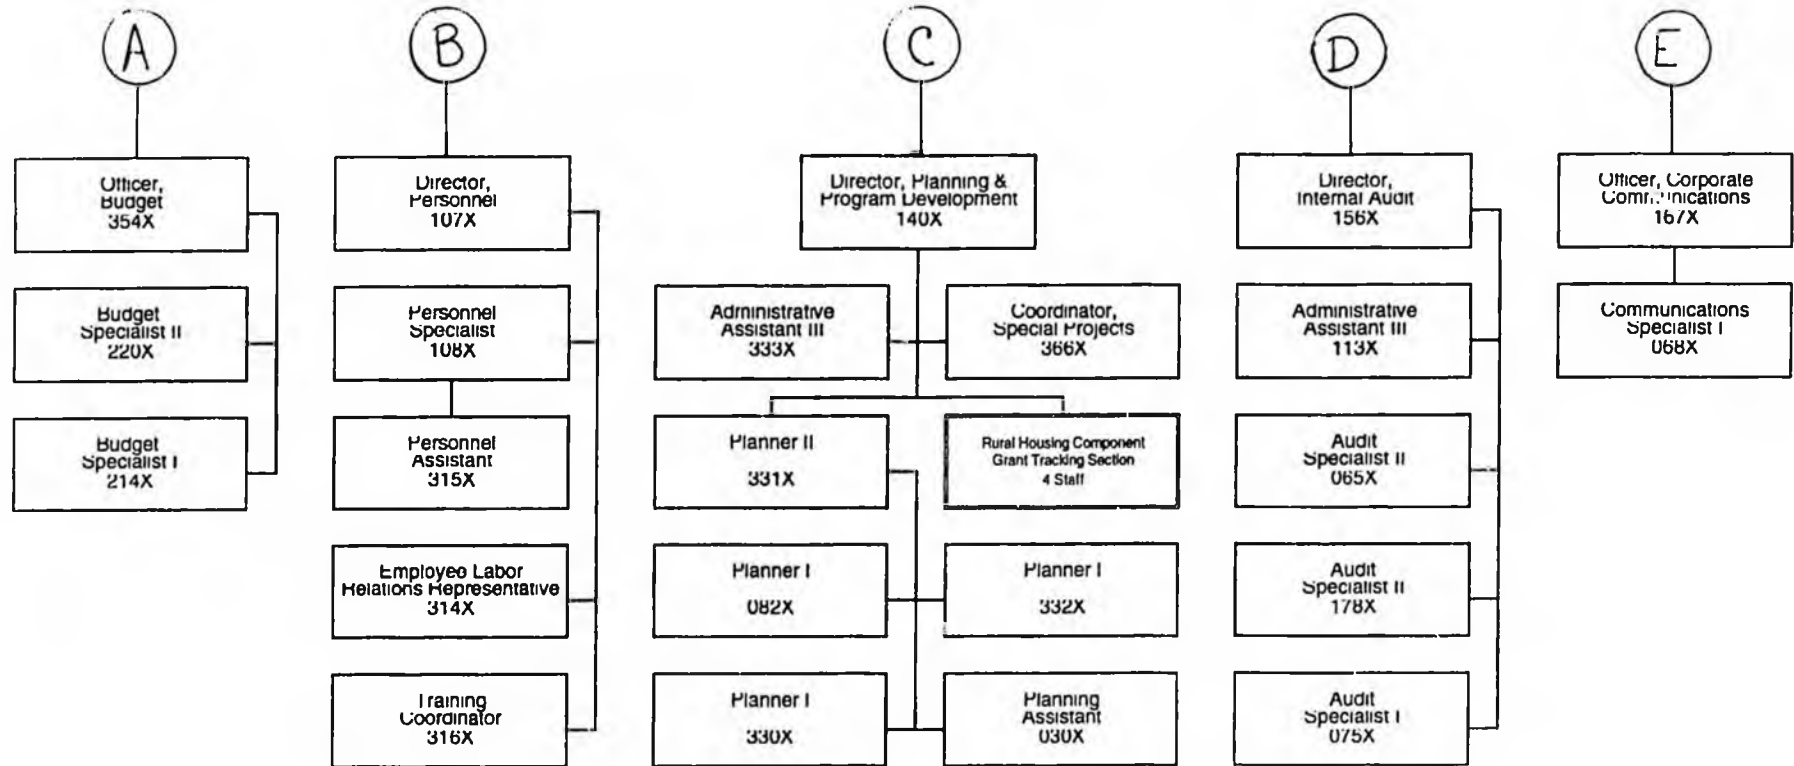 A
B
C
D
E
Officer,
Budget
354X
Budget
Specialist II
220X
Budget
Specialist I
214X
Director,
Personnel
107X
Personnel
Specialist
108X
Personnel
Assistant
315X
Employee Labor
Relations Representative
314X
Training
Coordinator
316X
Director, Planning &
Program Development
140X
Administrative
Assistant III
333X
Coordinator,
Special Projects
366X
Planner II
331X
Rural Housing Component
Grant Tracking Section
4 Staff
Planner I
082X
Planner I
332X
Planner I
330X
Planning
Assistant
030X
Director,
Internal Audit
156X
Administrative
Assistant III
113X
Audit
Specialist II
065X
Audit
Specialist II
178X
Audit
Specialist I
075X
Officer, Corporate
Communications
167X
Communications
Specialist I
068X